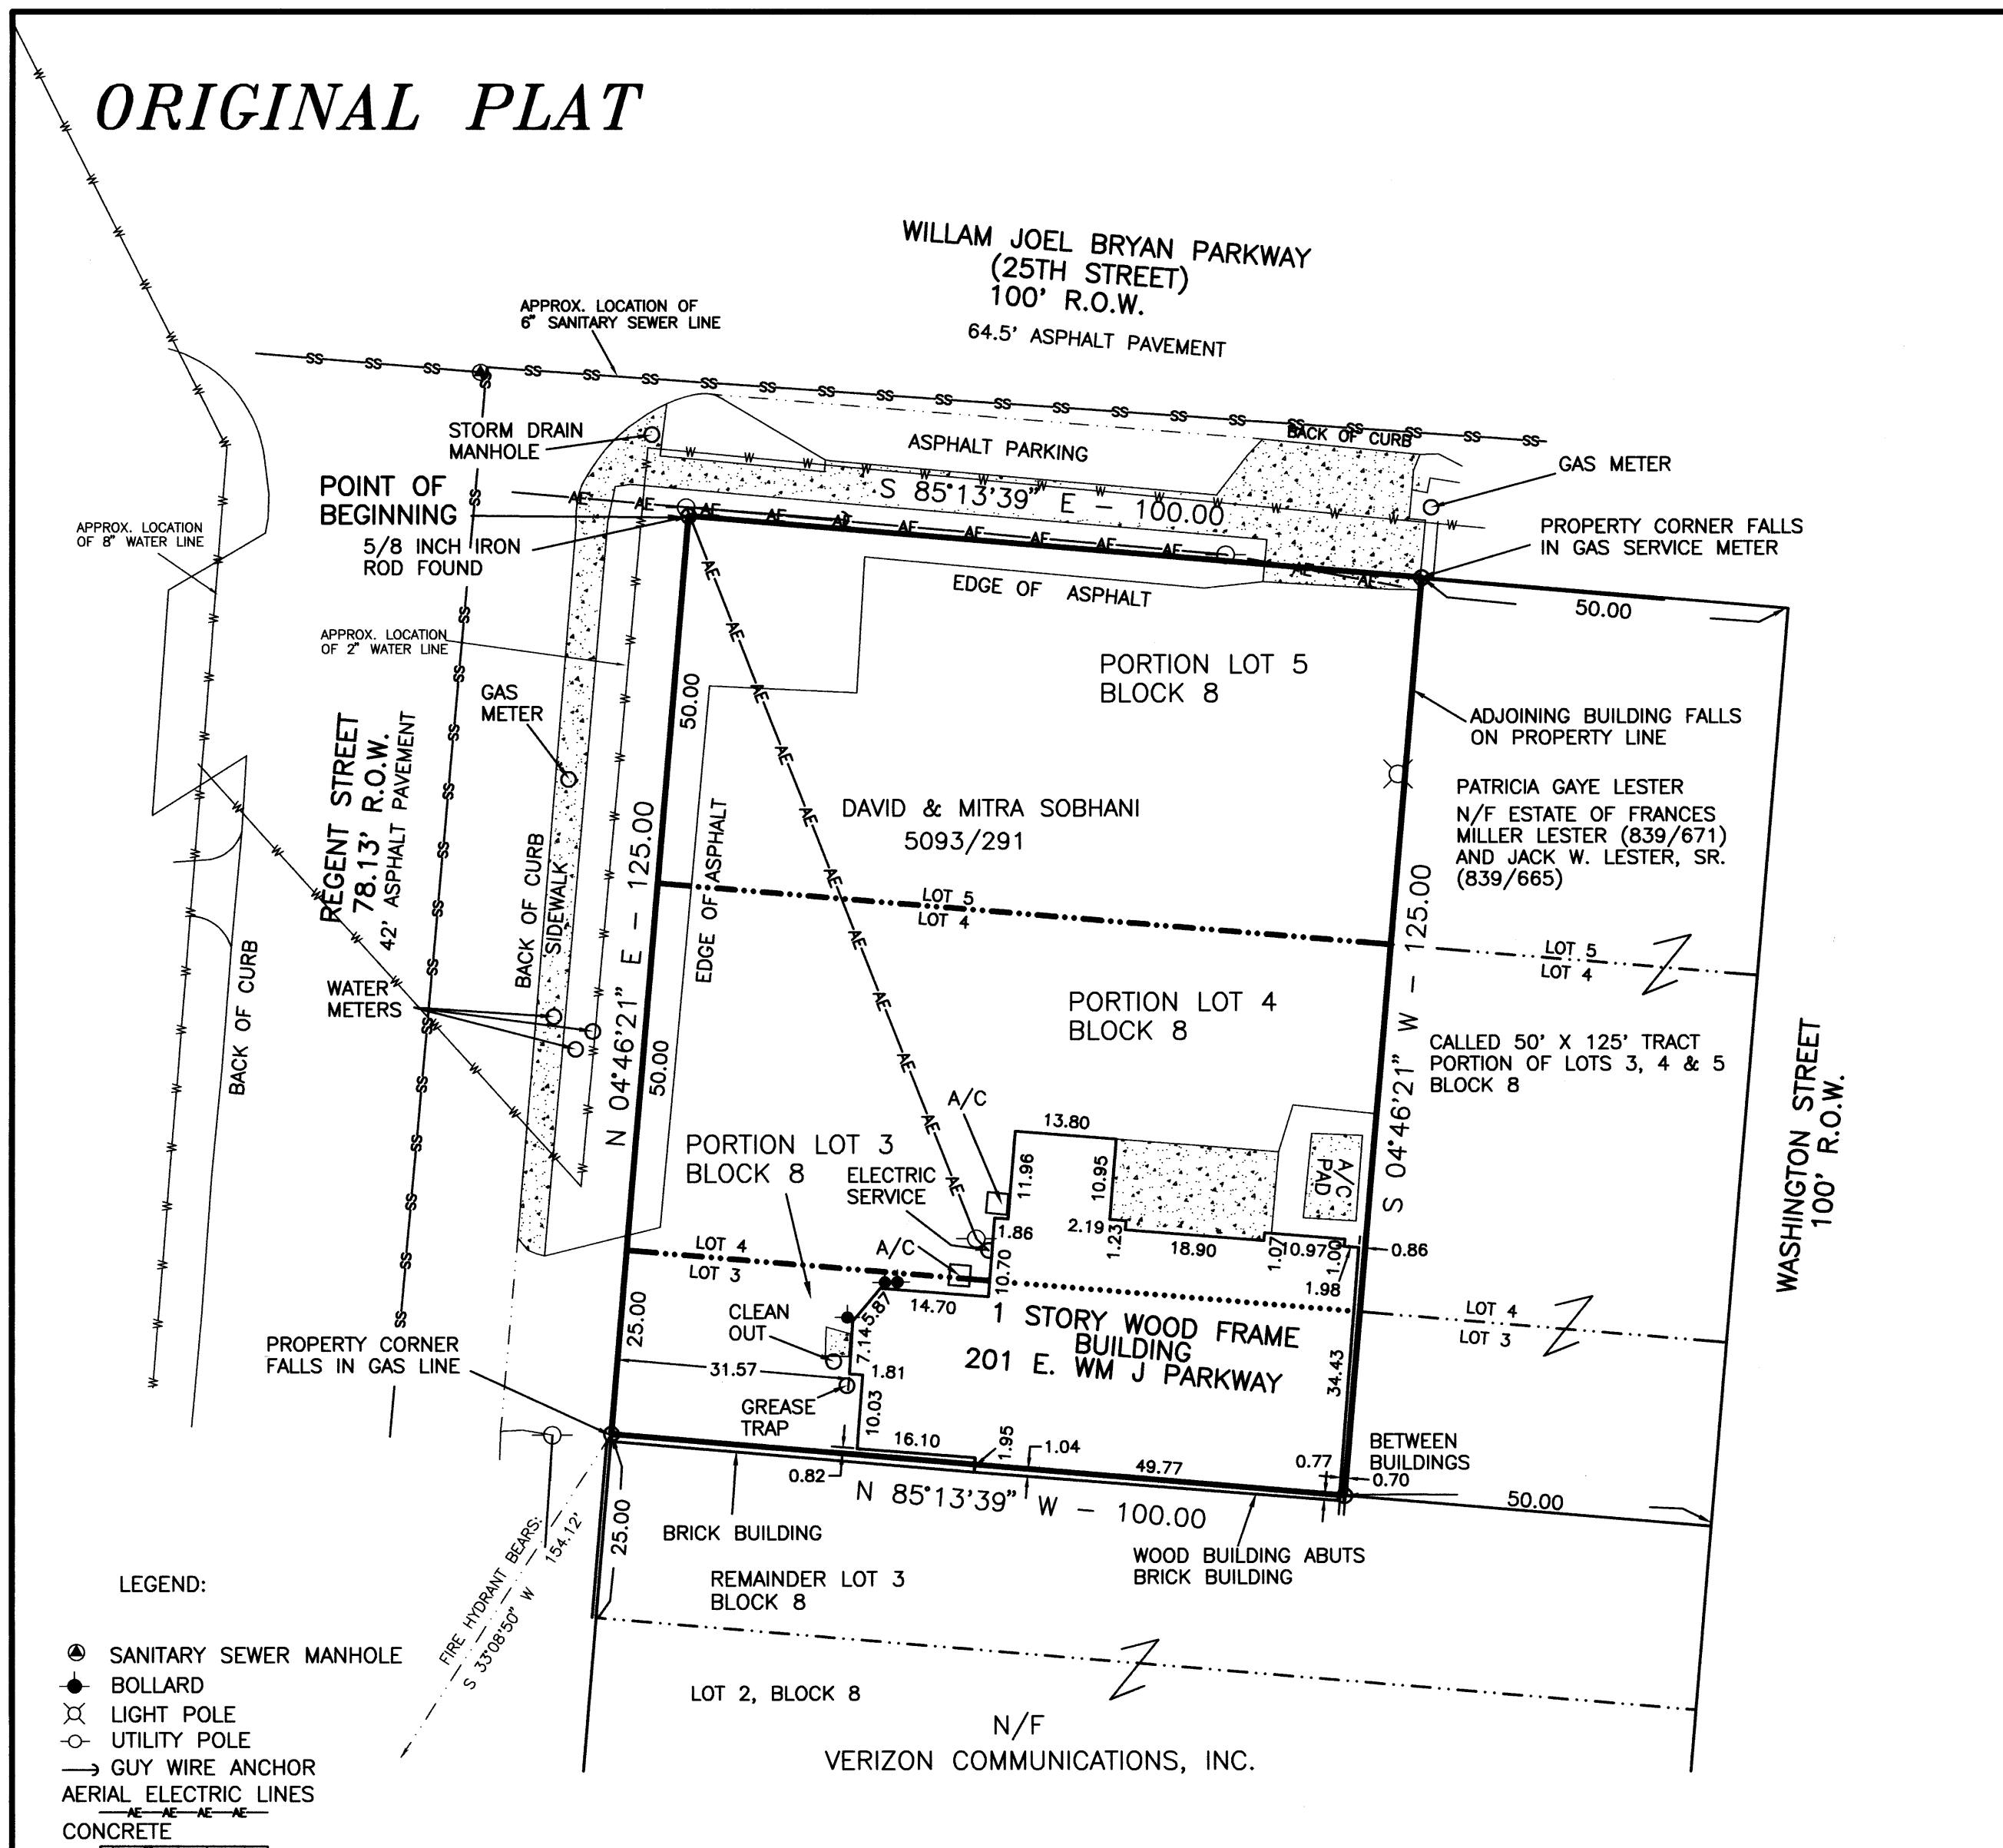 ORIGINAL PLAT
WILLAM JOEL BRYAN PARKWAY
(25TH STREET)
100' R.O.W.
64.5' ASPHALT PAVEMENT
APPROX. LOCATION OF
6" SANITARY SEWER LINE
STORM DRAIN
MANHOLE
ASPHALT PARKING
BACK OF CURB
GAS METER
POINT OF
BEGINNING
S 85°13'39" E - 100.00
5/8 INCH IRON
ROD FOUND
PROPERTY CORNER FALLS
IN GAS SERVICE METER
APPROX. LOCATION
OF 8" WATER LINE
EDGE OF ASPHALT
50.00
APPROX. LOCATION
OF 2" WATER LINE
PORTION LOT 5
BLOCK 8
GAS
METER
50.00
ADJOINING BUILDING FALLS
ON PROPERTY LINE
REGENT STREET
78.13' R.O.W.
42' ASPHALT PAVEMENT
PATRICIA GAYE LESTER
N/F ESTATE OF FRANCES
MILLER LESTER (839/671)
AND JACK W. LESTER, SR.
(839/665)
DAVID & MITRA SOBHANI
5093/291
BACK OF CURB
SIDEWALK
N 04°46'21" E - 125.00
EDGE OF ASPHALT
LOT 5
LOT 4
S 04°46'21" W - 125.00
LOT 5
LOT 4
BACK OF CURB
WATER
METERS
50.00
PORTION LOT 4
BLOCK 8
CALLED 50' X 125' TRACT
PORTION OF LOTS 3, 4 & 5
BLOCK 8
WASHINGTON STREET
100' R.O.W.
A/C
13.80
PORTION LOT 3
BLOCK 8
ELECTRIC
SERVICE
11.96
10.95
A/C
PAD
1.86
2.19
1.23
18.90
1.07
10.97
1.00
0.86
1.98
LOT 4
LOT 3
A/C
10.70
14.70
5.87
7.14
CLEAN
OUT
25.00
1 STORY WOOD FRAME
BUILDING
201 E. WM J PARKWAY
LOT 4
LOT 3
PROPERTY CORNER
FALLS IN GAS LINE
31.57
1.81
34.43
GREASE
TRAP
10.03
16.10
1.95
1.04
49.77
0.77
0.70
BETWEEN
BUILDINGS
0.82
N 85°13'39" W - 100.00
50.00
25.00
BRICK BUILDING
WOOD BUILDING ABUTS
BRICK BUILDING
FIRE HYDRANT BEARS:
S 33°08'50" W 154.12'
REMAINDER LOT 3
BLOCK 8
LOT 2, BLOCK 8
N/F
VERIZON COMMUNICATIONS, INC.
LEGEND:
SANITARY SEWER MANHOLE
BOLLARD
LIGHT POLE
UTILITY POLE
GUY WIRE ANCHOR
AERIAL ELECTRIC LINES
AE AE AE AE
CONCRETE